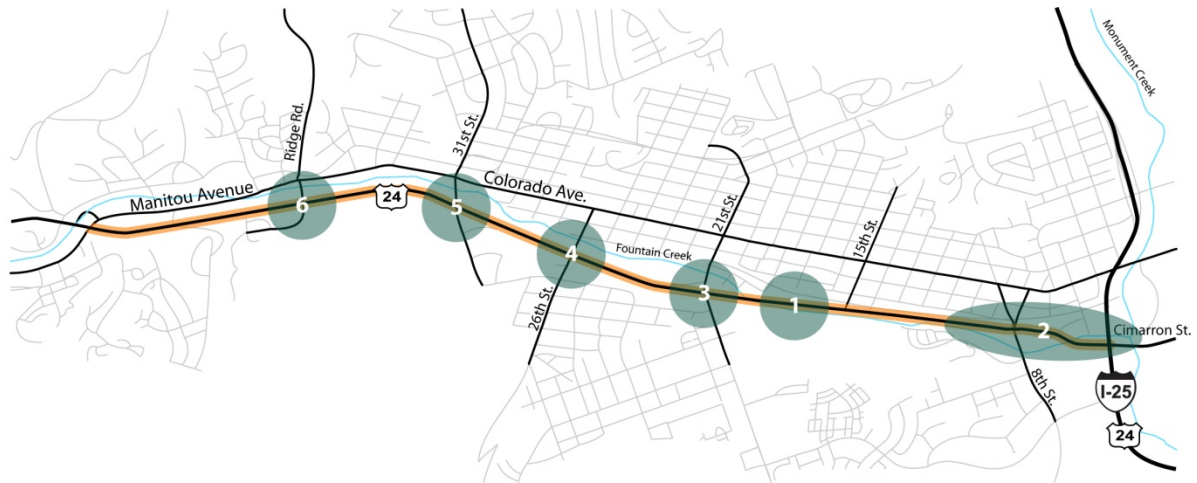 Monument Creek
Ridge Rd.
31st St.
Manitou Avenue
6
24
5
Colorado Ave.
21st St.
15th St.
4
Fountain Creek
26th St.
3
1
2
Cimarron St.
8th St.
I-25
24